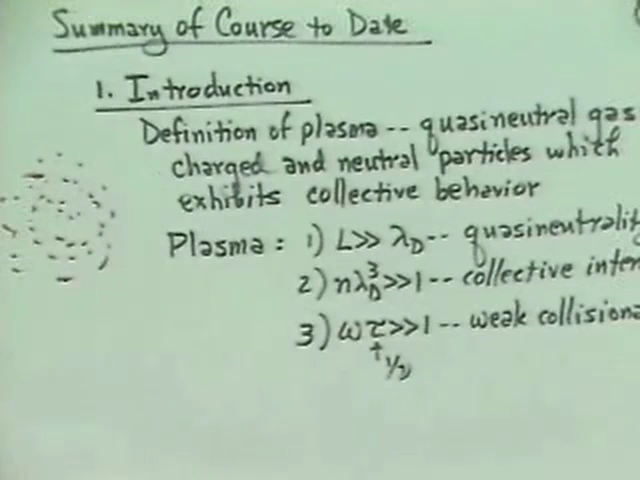 Summary of Course to Date
1. Introduction
Definition of plasma -- quasineutral gas
charged and neutral particles which
exhibits collective behavior
Plasma: 1) L>> λD -- quasineutrality
2) nλD³>>1 -- collective inter
3) ωτ>>1 -- weak collisiona
↑
1/ν